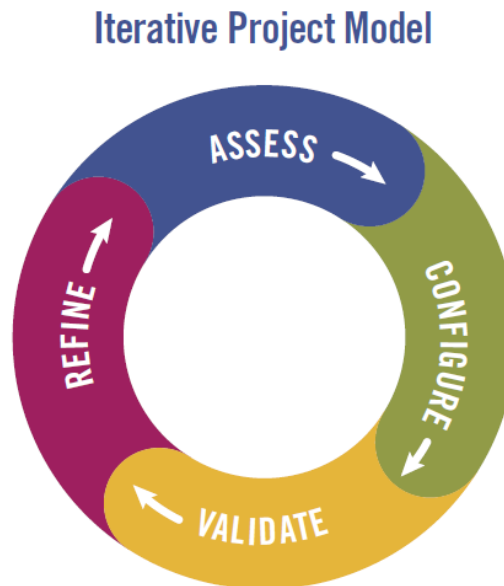 Iterative Project Model
ASSESS
CONFIGURE
VALIDATE
REFINE